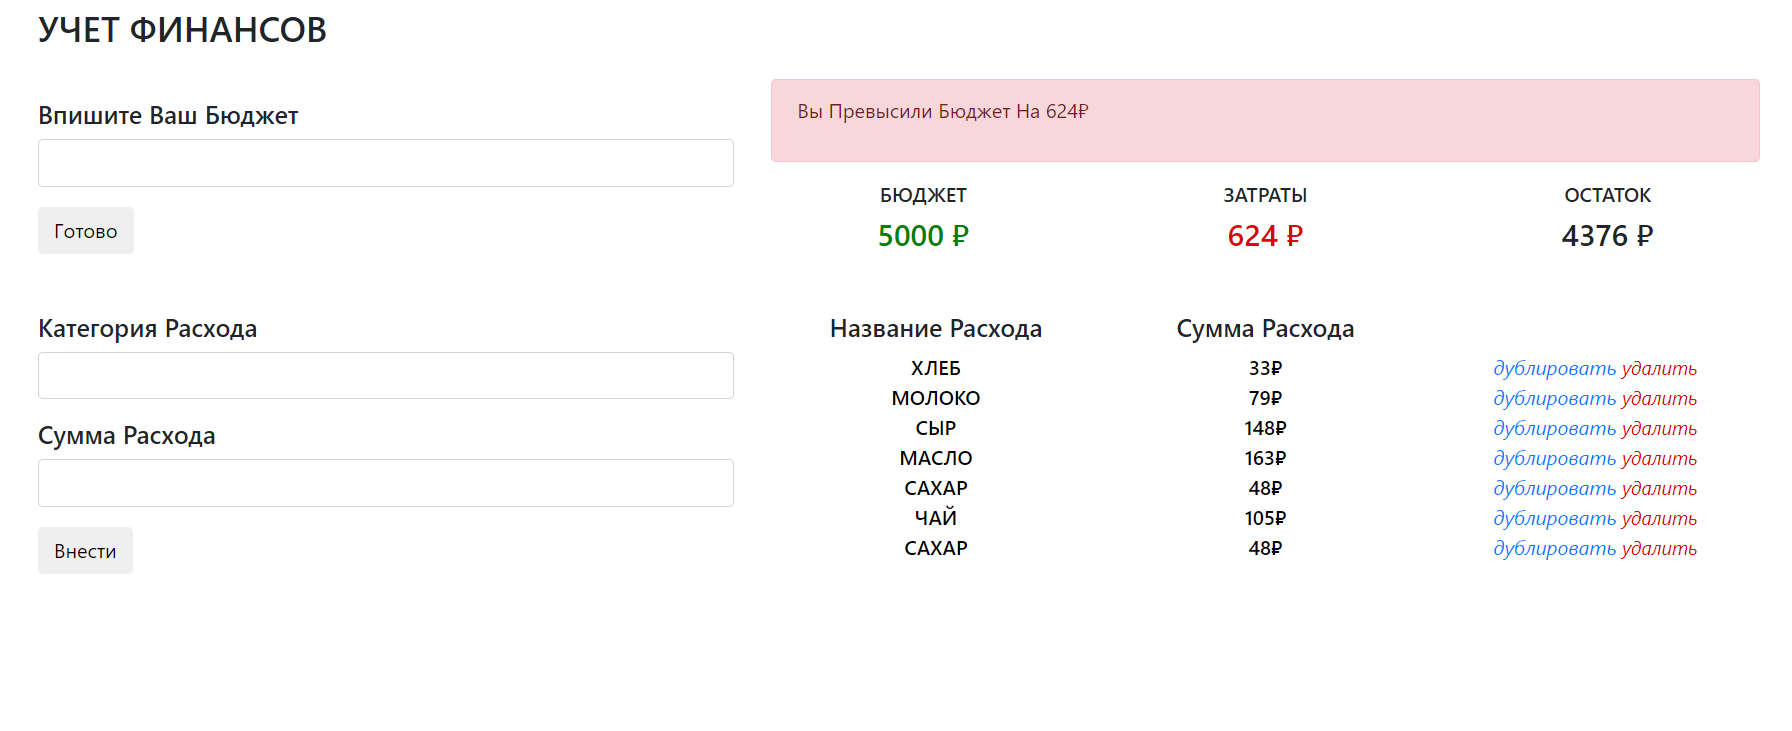 УЧЕТ ФИНАНСОВ
Впишите Ваш Бюджет
Готово
Вы Превысили Бюджет На 624₽
БЮДЖЕТ ЗАТРАТЫ ОСТАТОК
5000 ₽ 624 ₽ 4376 ₽
Категория Расхода
Сумма Расхода
Внести
Название Расхода Сумма Расхода
ХЛЕБ 33₽ дублировать удалить
МОЛОКО 79₽ дублировать удалить
СЫР 148₽ дублировать удалить
МАСЛО 163₽ дублировать удалить
САХАР 48₽ дублировать удалить
ЧАЙ 105₽ дублировать удалить
САХАР 48₽ дублировать удалить